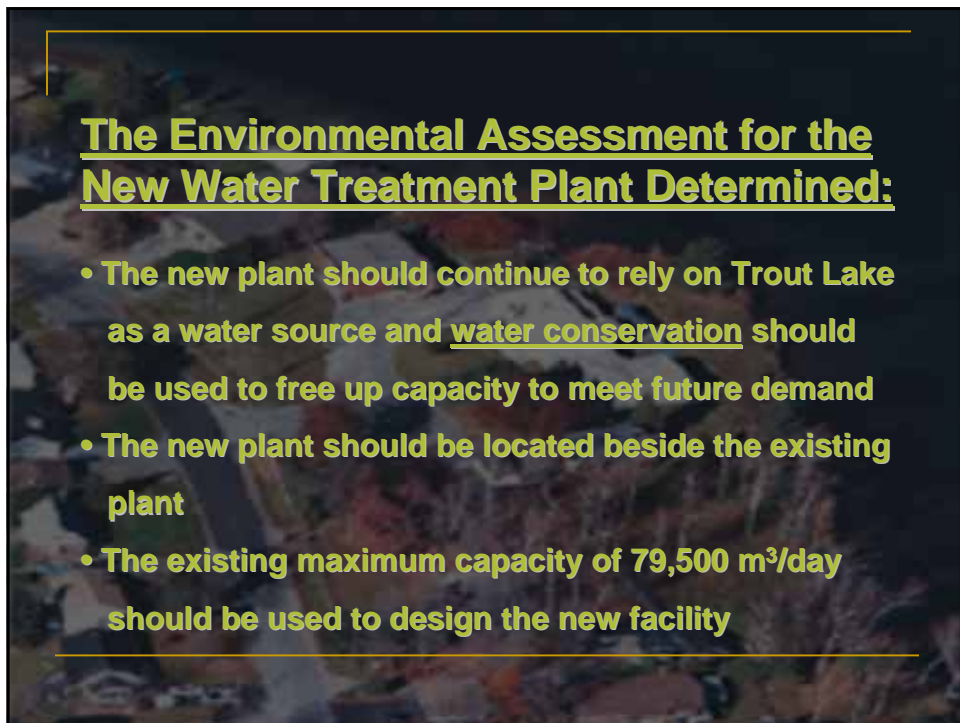 The Environmental Assessment for the
New Water Treatment Plant Determined:
• The new plant should continue to rely on Trout Lake
as a water source and water conservation should
be used to free up capacity to meet future demand
• The new plant should be located beside the existing
plant
• The existing maximum capacity of 79,500 m³/day
should be used to design the new facility